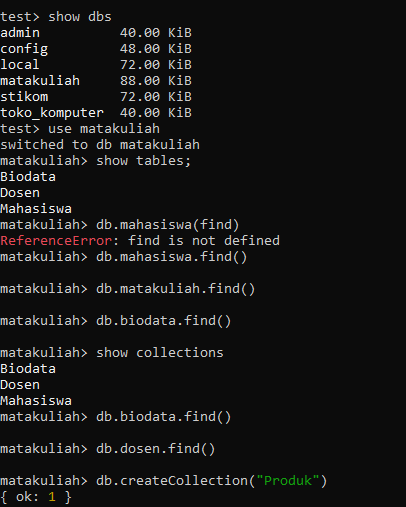 test> show dbs
admin          40.00 KiB
config         48.00 KiB
local          72.00 KiB
matakuliah     88.00 KiB
stikom         72.00 KiB
toko_komputer  40.00 KiB
test> use matakuliah
switched to db matakuliah
matakuliah> show tables;
Biodata
Dosen
Mahasiswa
matakuliah> db.mahasiswa(find)
ReferenceError: find is not defined
matakuliah> db.mahasiswa.find()
matakuliah> db.matakuliah.find()
matakuliah> db.biodata.find()
matakuliah> show collections
Biodata
Dosen
Mahasiswa
matakuliah> db.biodata.find()
matakuliah> db.dosen.find()
matakuliah> db.createCollection("Produk")
{ ok: 1 }